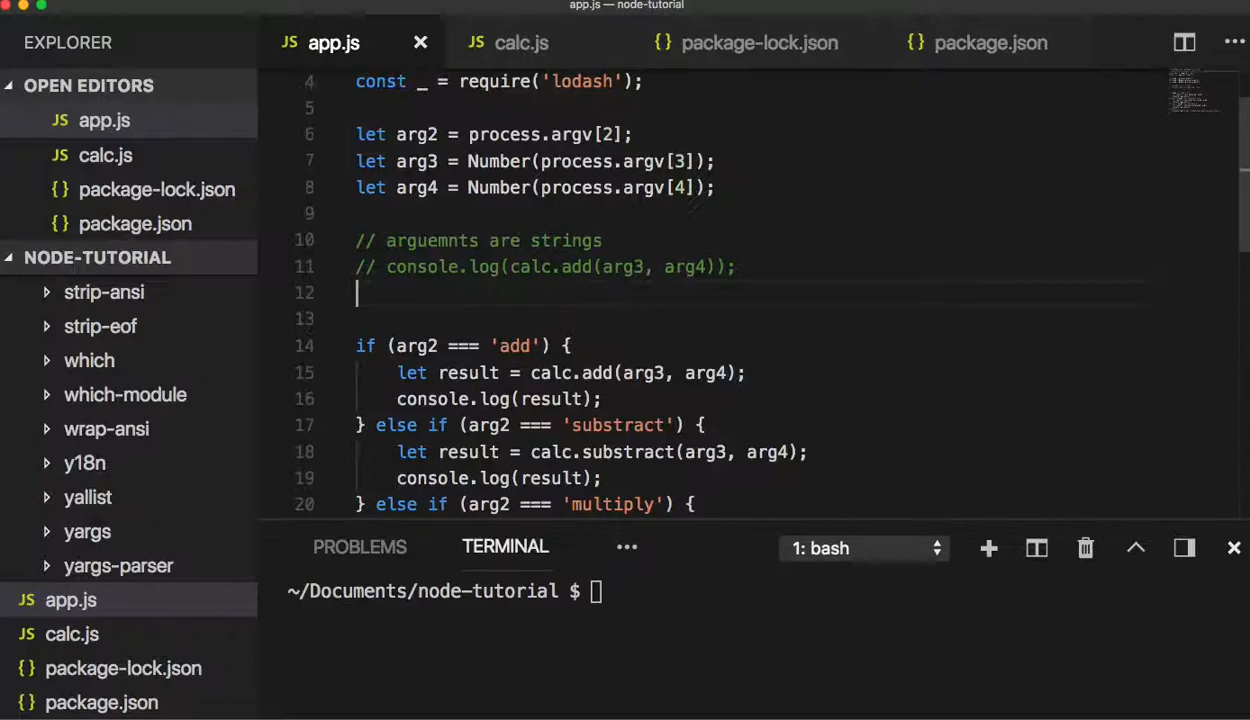 app.js — node-tutorial
EXPLORER
JS app.js
JS calc.js
{} package-lock.json
{} package.json
OPEN EDITORS
JS app.js
JS calc.js
{} package-lock.json
{} package.json
NODE-TUTORIAL
strip-ansi
strip-eof
which
which-module
wrap-ansi
y18n
yallist
yargs
yargs-parser
JS app.js
JS calc.js
{} package-lock.json
{} package.json
4 const _ = require('lodash');
5
6 let arg2 = process.argv[2];
7 let arg3 = Number(process.argv[3]);
8 let arg4 = Number(process.argv[4]);
9
10 // arguemnts are strings
11 // console.log(calc.add(arg3, arg4));
12
13
14 if (arg2 === 'add') {
15 let result = calc.add(arg3, arg4);
16 console.log(result);
17 } else if (arg2 === 'substract') {
18 let result = calc.substract(arg3, arg4);
19 console.log(result);
20 } else if (arg2 === 'multiply') {
PROBLEMS
TERMINAL
1: bash
~/Documents/node-tutorial $